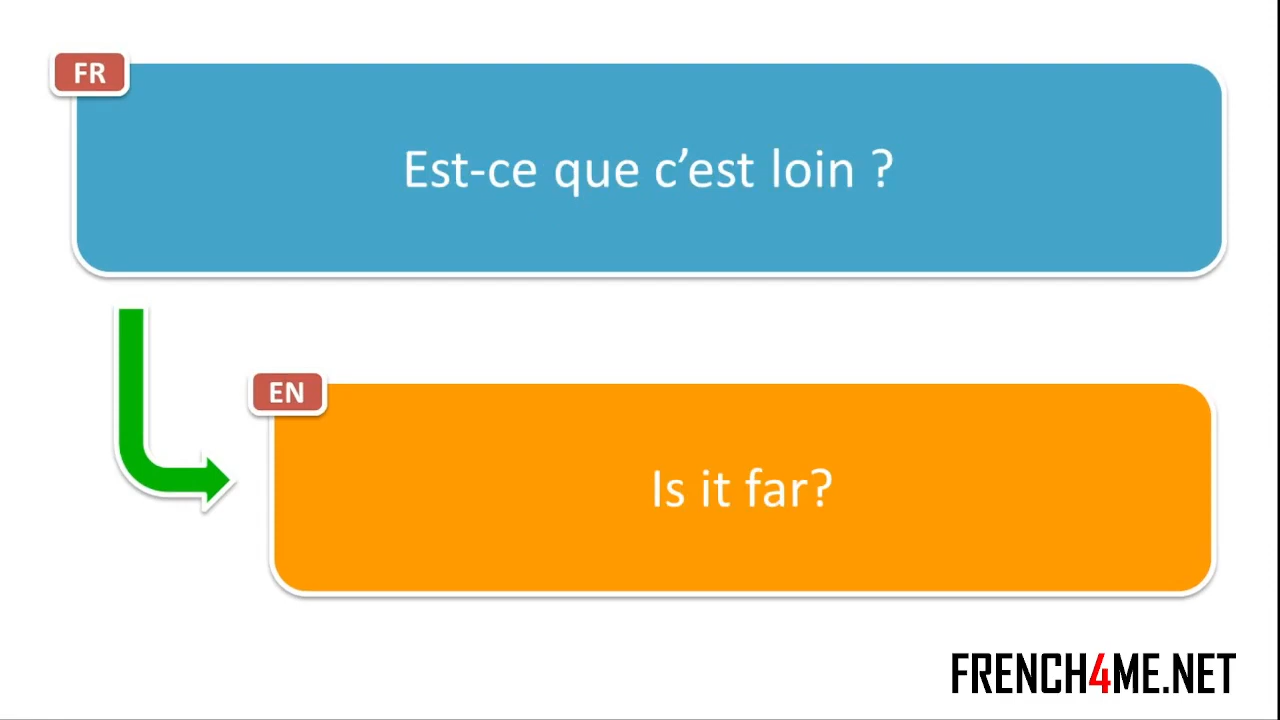 FR
Est-ce que c’est loin ?
EN
Is it far?
FRENCH4ME.NET